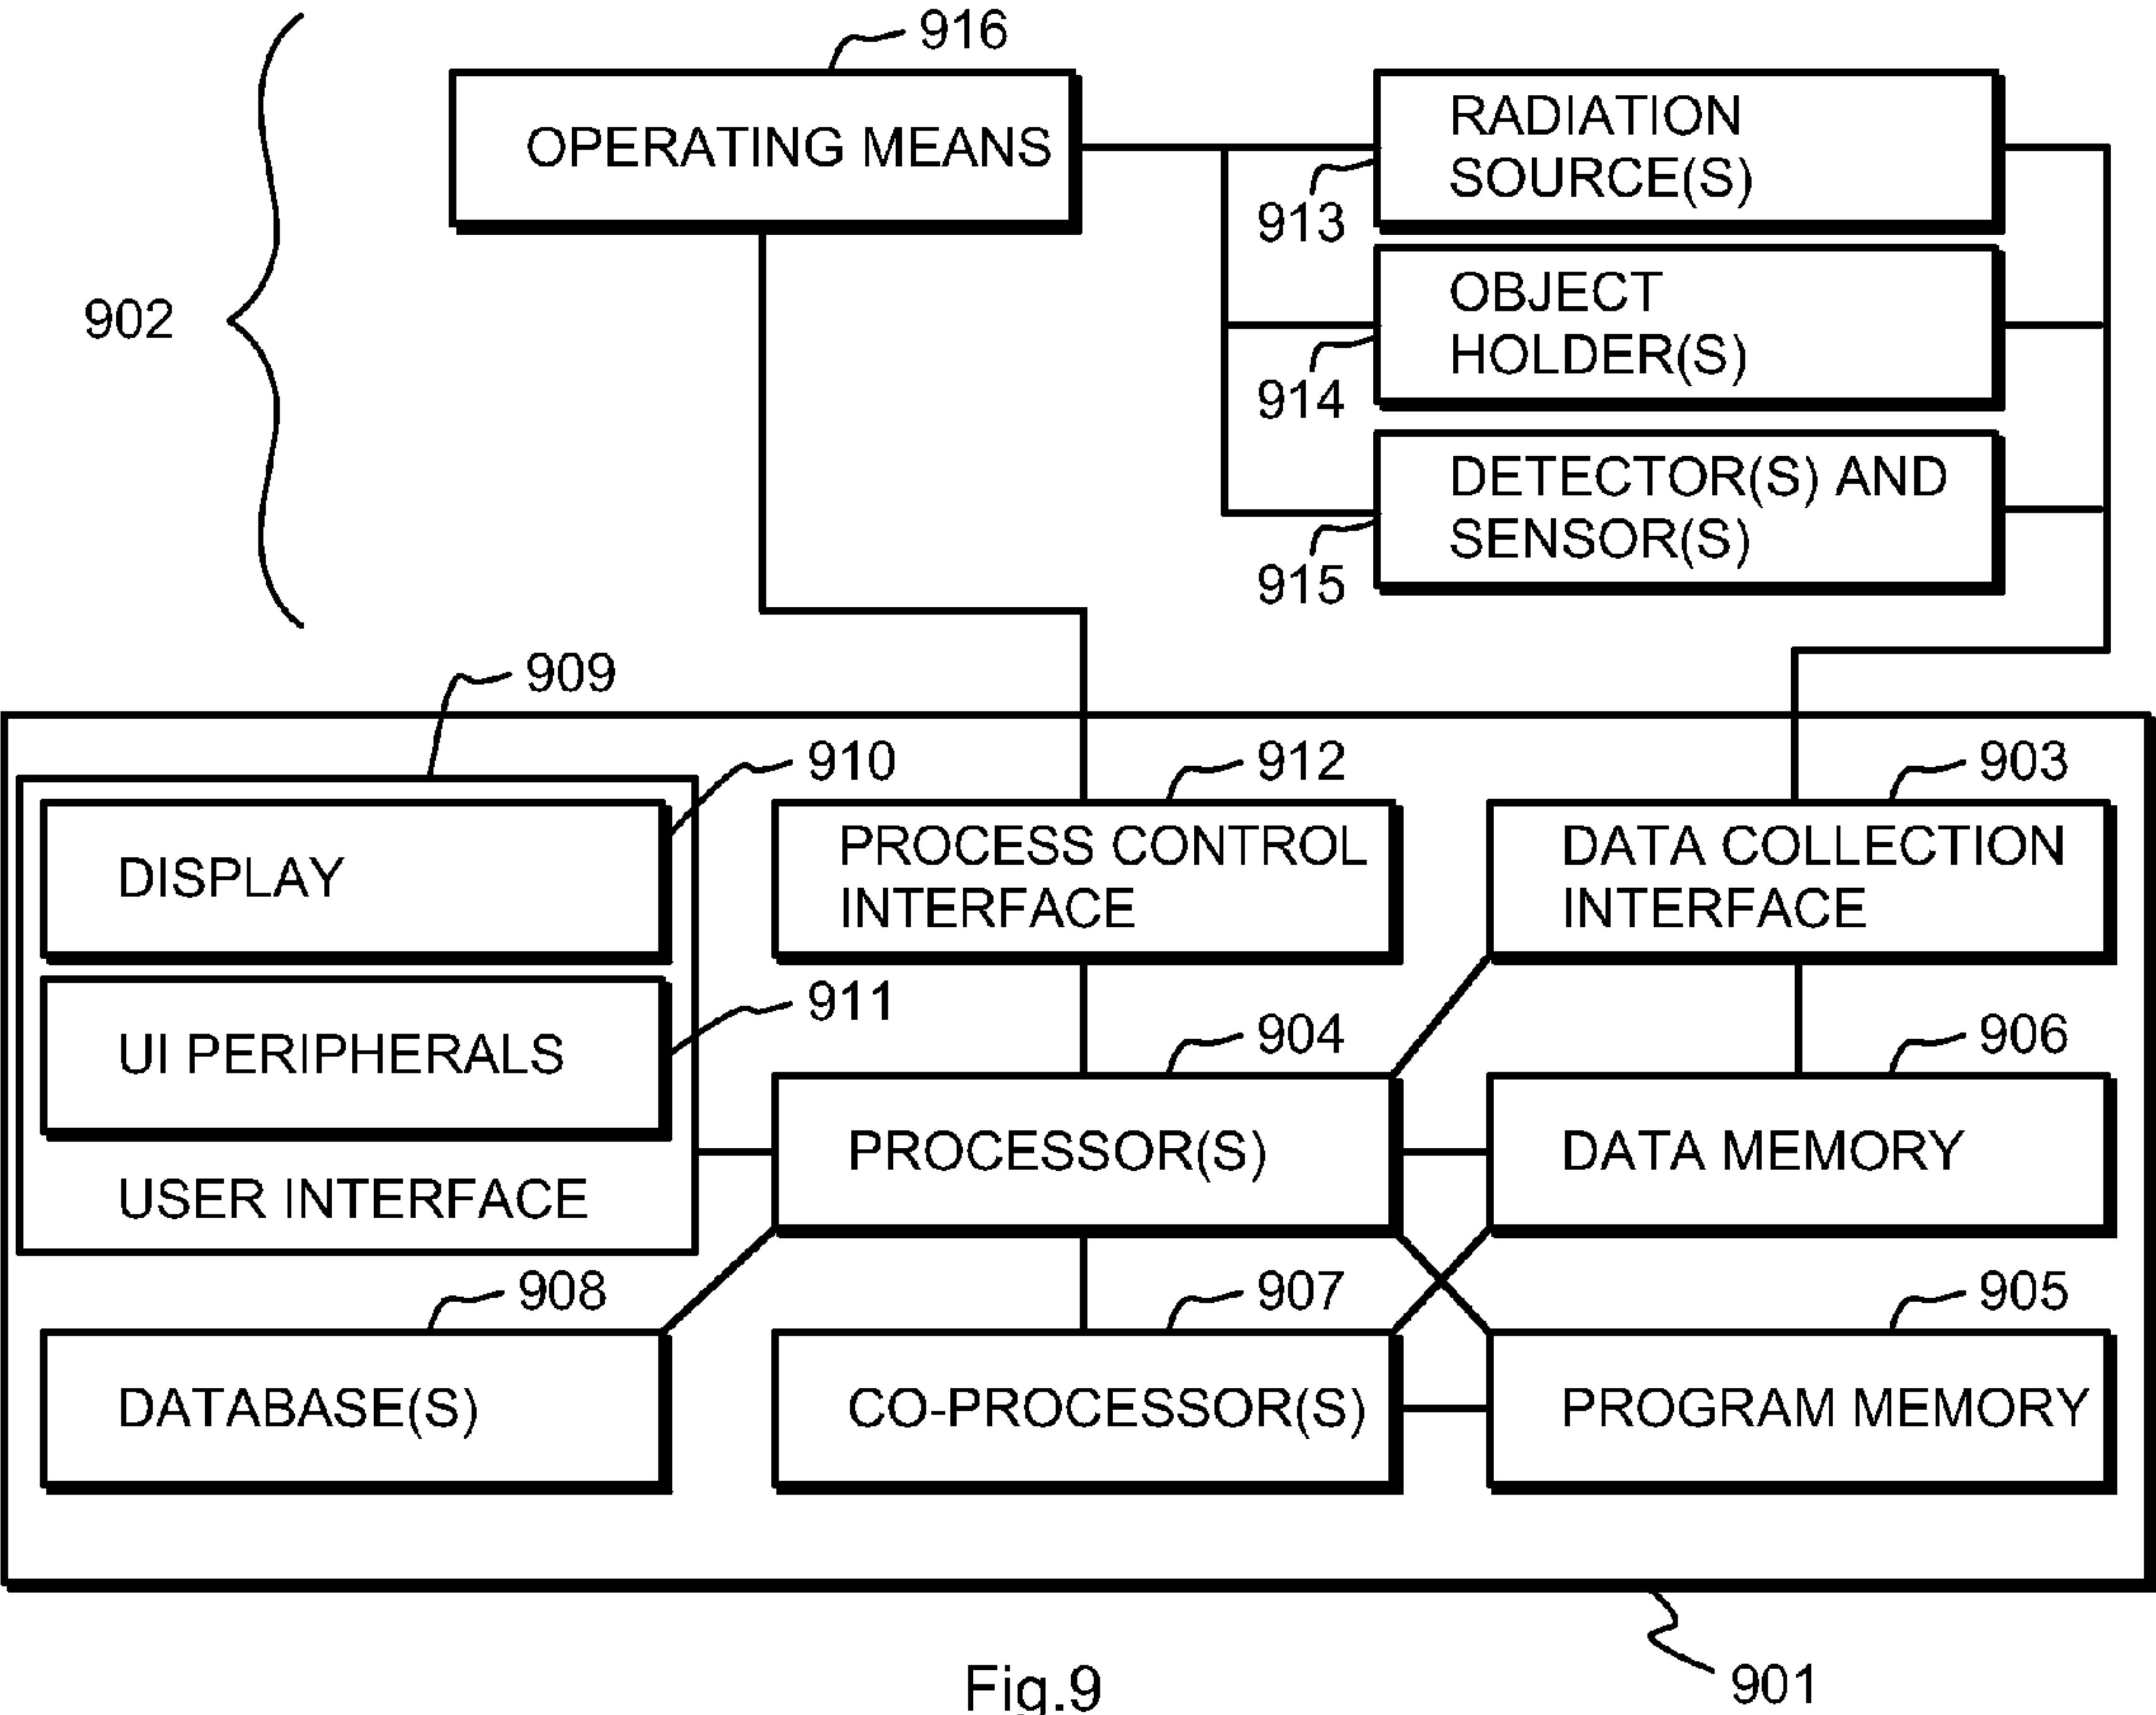 916
OPERATING MEANS
RADIATION
SOURCE(S)
913
OBJECT
HOLDER(S)
914
902
DETECTOR(S) AND
SENSOR(S)
915
909
910
912
903
DISPLAY
PROCESS CONTROL
INTERFACE
DATA COLLECTION
INTERFACE
911
904
906
UI PERIPHERALS
PROCESSOR(S)
DATA MEMORY
USER INTERFACE
908
907
905
DATABASE(S)
CO-PROCESSOR(S)
PROGRAM MEMORY
901
Fig.9